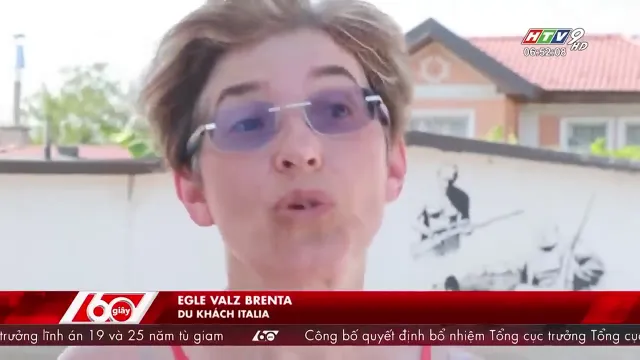 HTV9 HD
06:52:08
EGLE VALZ BRENTA
60 giây
DU KHÁCH ITALIA
trưởng lĩnh án 19 và 25 năm tù giam 60 Công bố quyết định bổ nhiệm Tổng cục trưởng Tổng cục